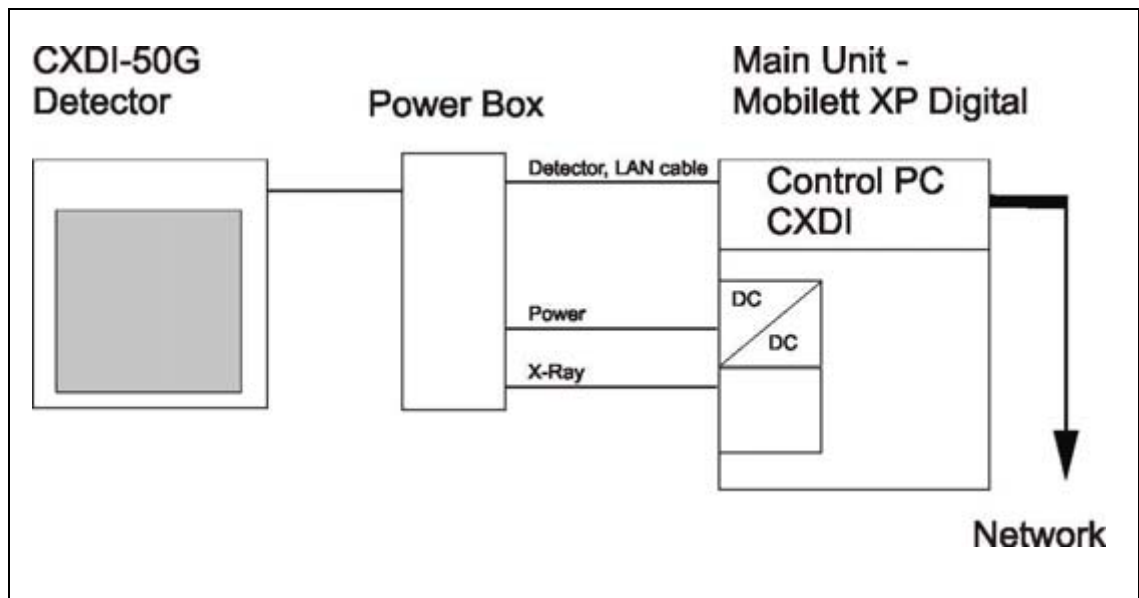 CXDI-50G
Detector
Power Box
Main Unit -
Mobilett XP Digital
Detector, LAN cable
Control PC
CXDI
DC
Power
DC
X-Ray
Network